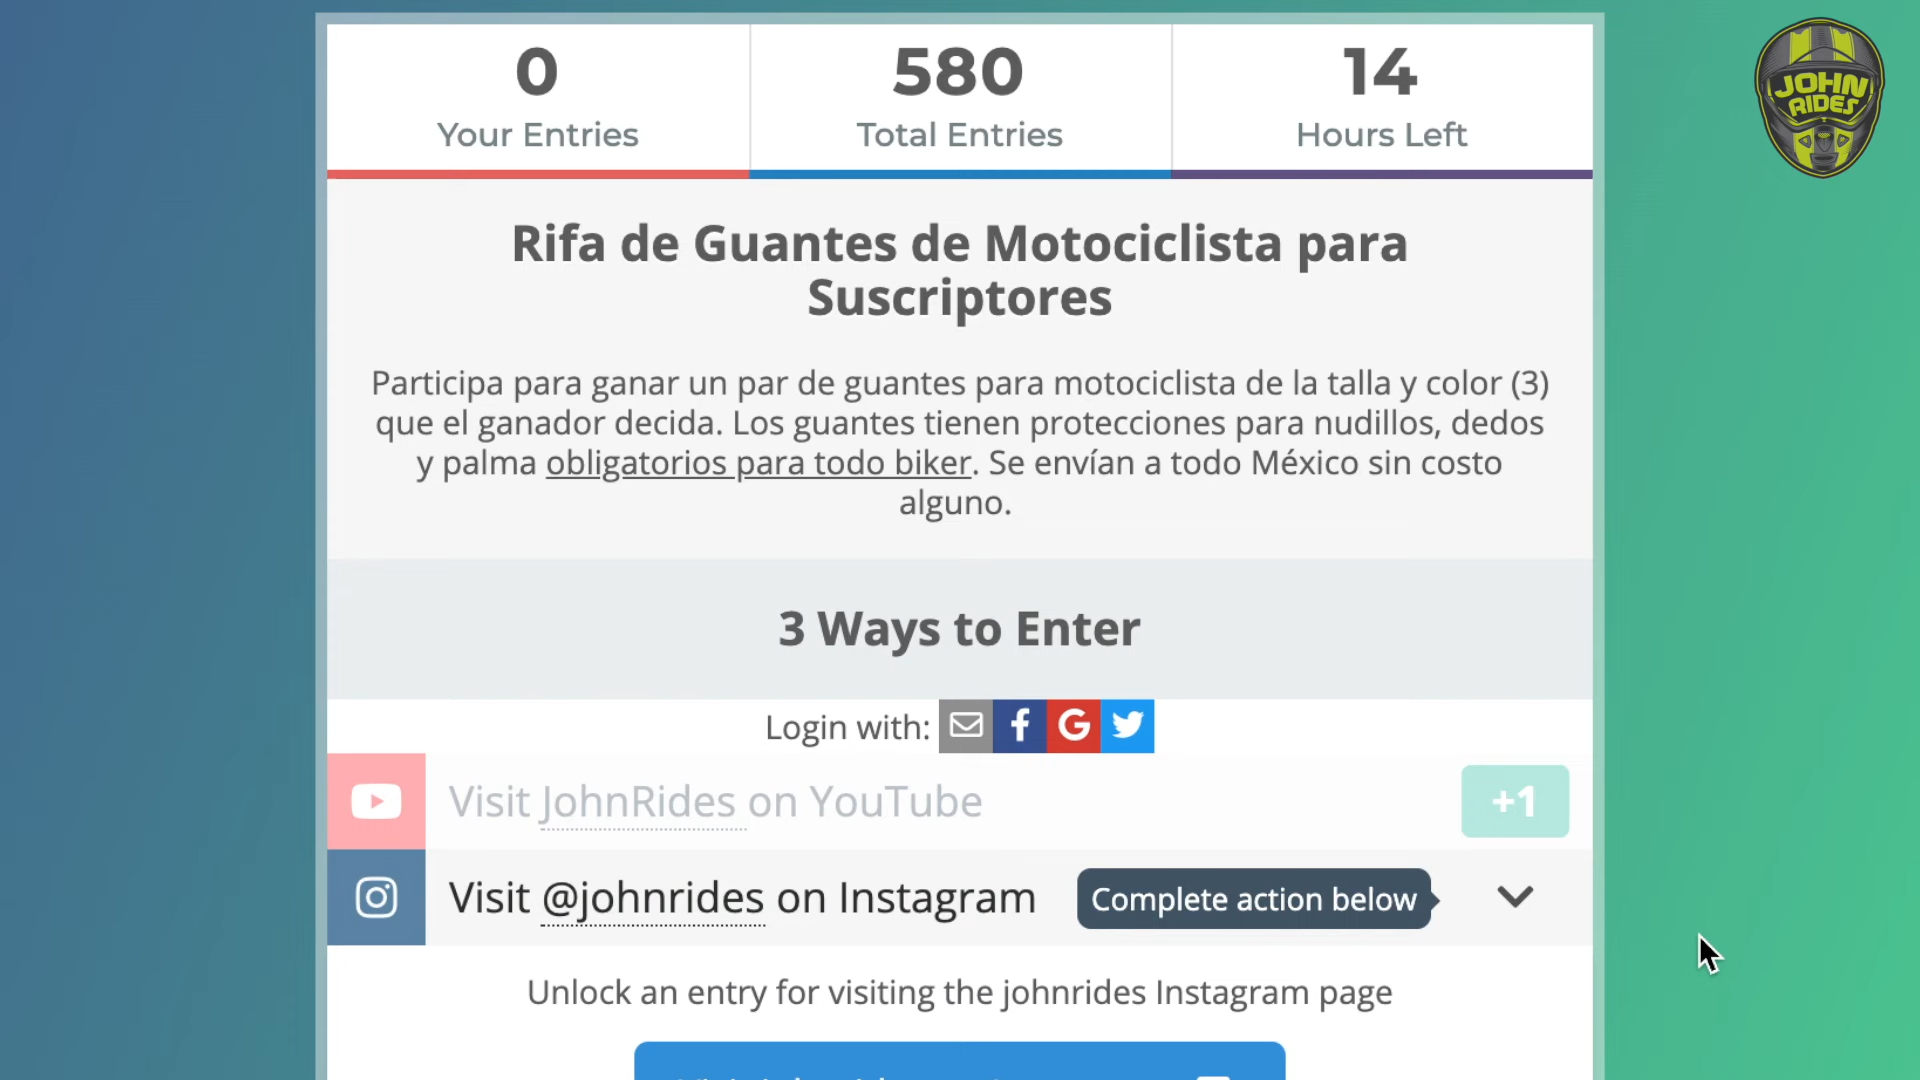 0
Your Entries
580
Total Entries
14
Hours Left
JOHN
RIDES
Rifa de Guantes de Motociclista para
Suscriptores
Participa para ganar un par de guantes para motociclista de la talla y color (3)
que el ganador decida. Los guantes tienen protecciones para nudillos, dedos
y palma obligatorios para todo biker. Se envían a todo México sin costo
alguno.
3 Ways to Enter
Login with:
Visit JohnRides on YouTube
+1
Visit @johnrides on Instagram
Complete action below
Unlock an entry for visiting the johnrides Instagram page